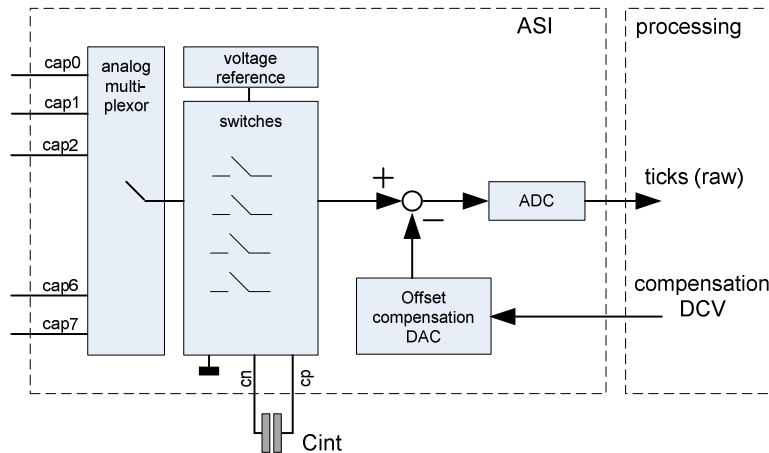 ASI
processing
cap0
cap1
cap2
cap6
cap7
analog
multi-
plexor
voltage
reference
switches
+
−
ADC
ticks (raw)
Offset
compensation
DAC
compensation
DCV
cn
cp
Cint